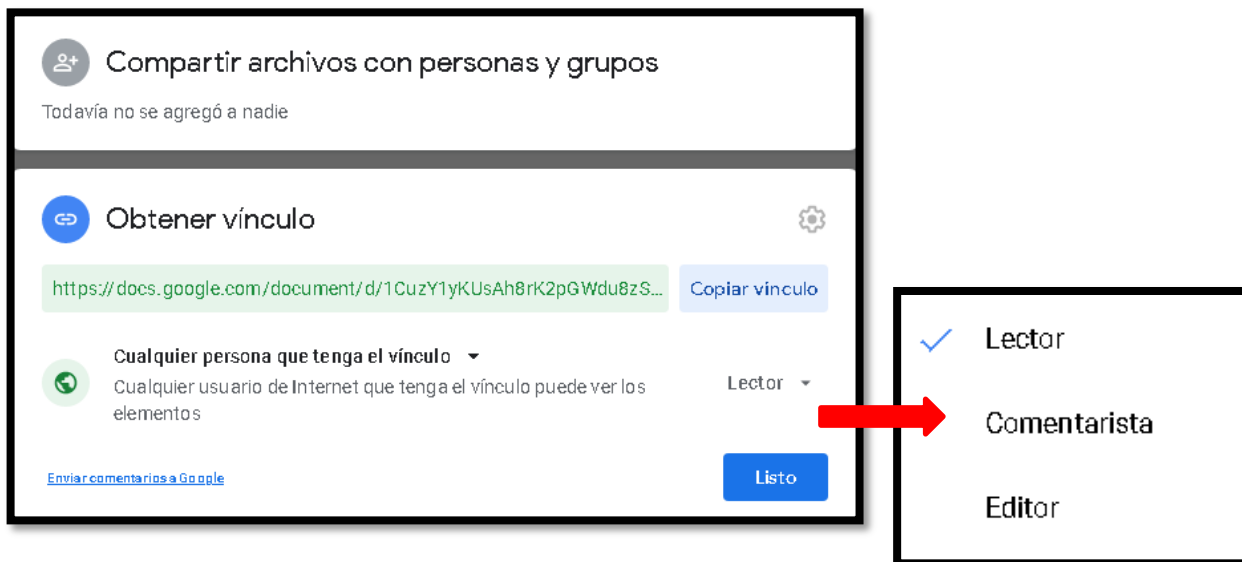 Compartir archivos con personas y grupos
Todavía no se agregó a nadie
Obtener vínculo
https://docs.google.com/document/d/1CuzY1yKUsAh8rK2pGWdu8zS...
Copiar vínculo
Cualquier persona que tenga el vínculo
Cualquier usuario de Internet que tenga el vínculo puede ver los
elementos
Lector
Enviar comentarios a Google
Listo
Lector
Comentarista
Editor